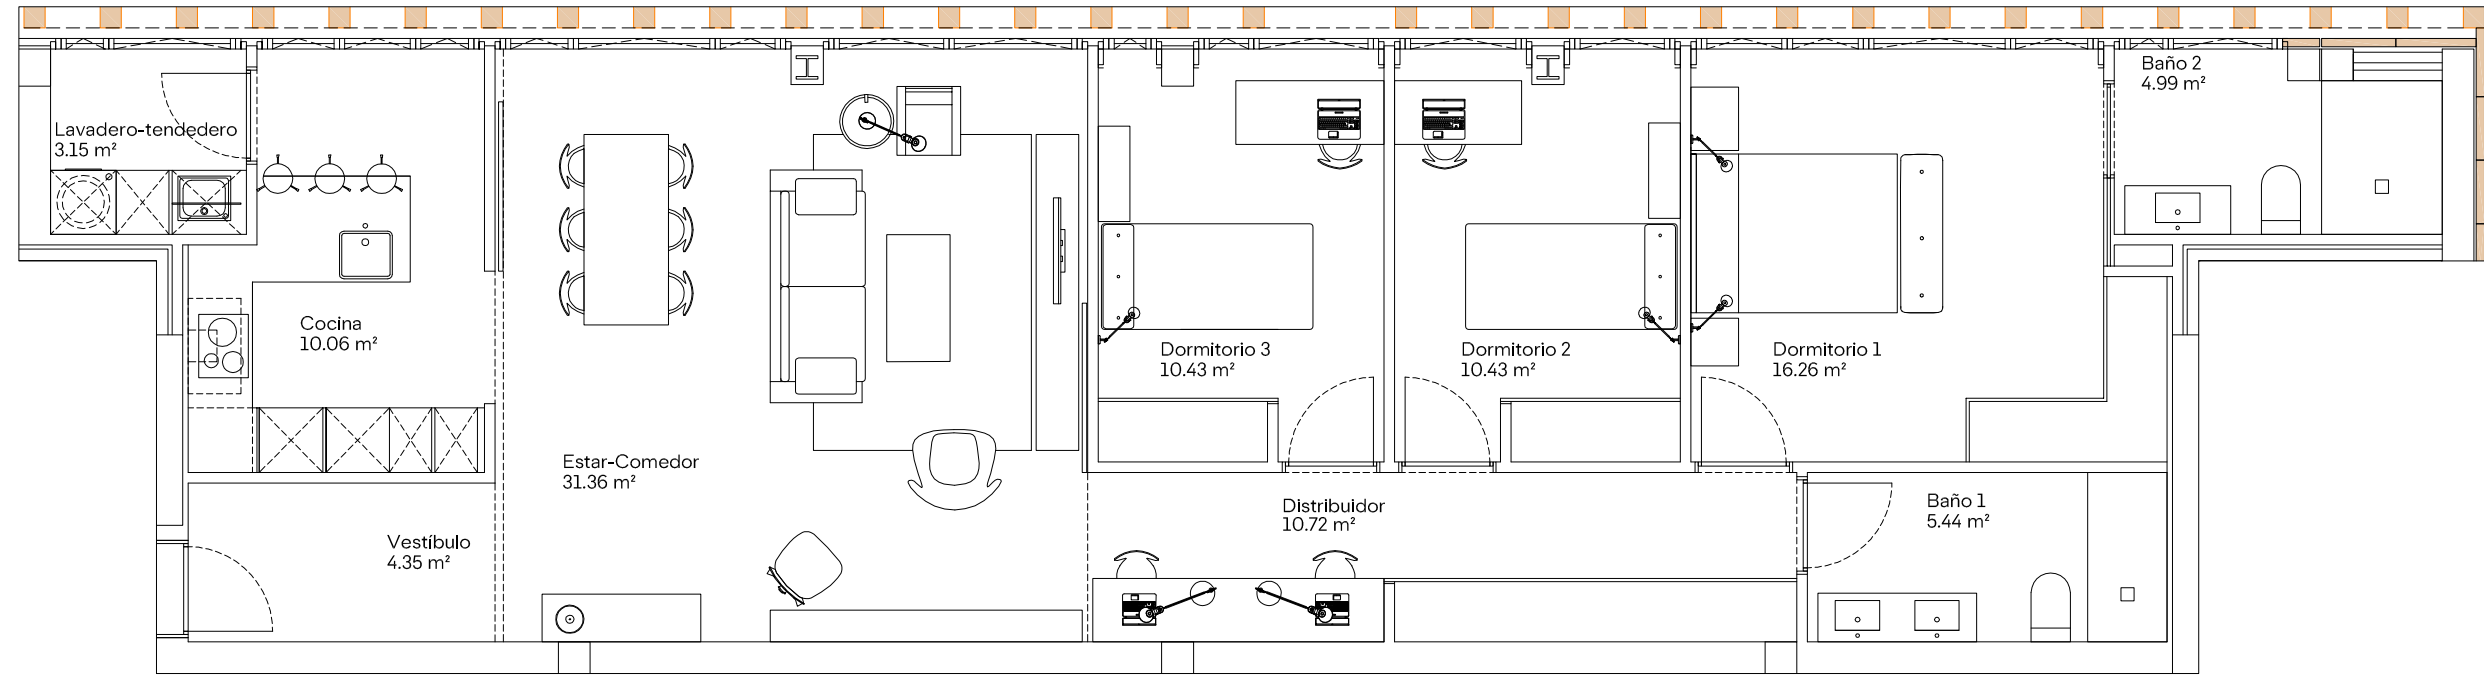 Lavadero-tendedero
3.15 m²
Cocina
10.06 m²
Vestíbulo
4.35 m²
Estar-Comedor
31.36 m²
Dormitorio 3
10.43 m²
Dormitorio 2
10.43 m²
Dormitorio 1
16.26 m²
Distribuidor
10.72 m²
Baño 2
4.99 m²
Baño 1
5.44 m²